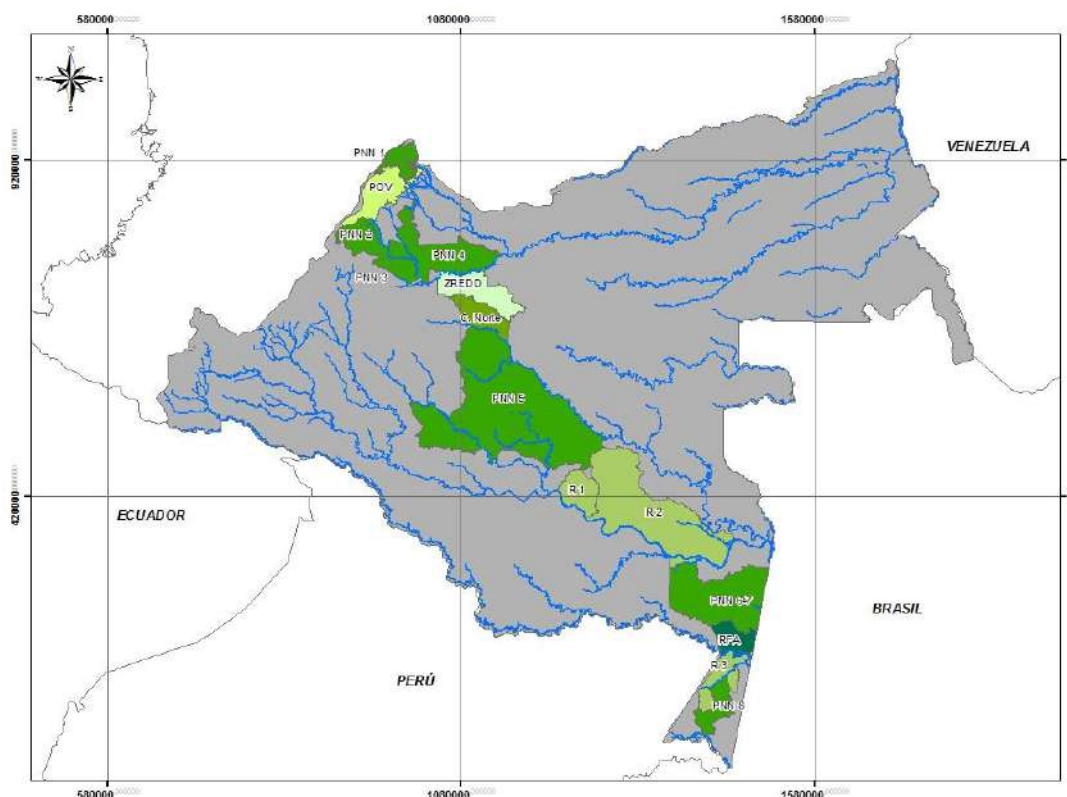 580000
1080000
1580000
N
920000
VENEZUELA
PNN 1
POV
PNN 2
PNN 4
PNN 3
ZREDD
C. Norte
PNN 5
420000
420000
R 1
R 2
ECUADOR
PNN 6&7
BRASIL
RFA
R 3
PERÚ
PNN 8
580000
1080000
1580000